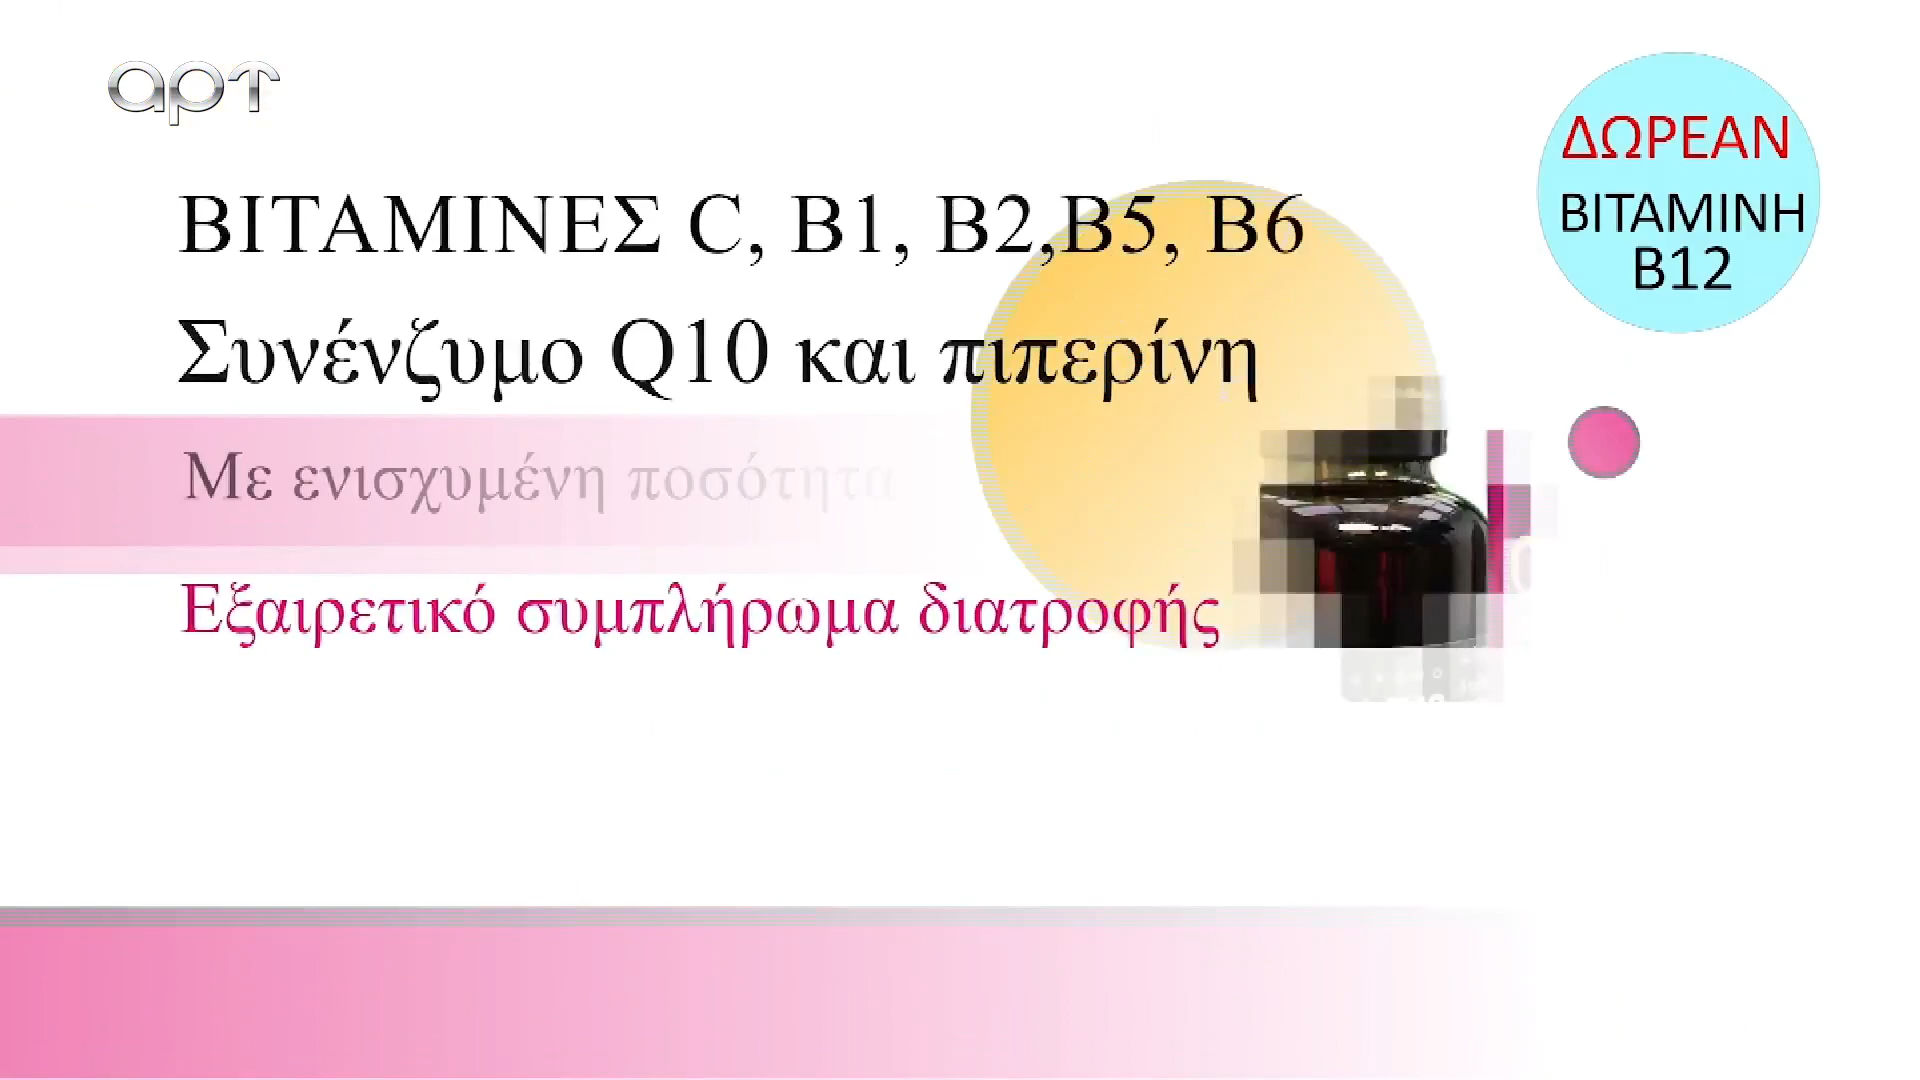 αρτ
ΔΩΡΕΑΝ
ΒΙΤΑΜΙΝΗ
Β12
ΒΙΤΑΜΙΝΕΣ C, B1, B2,B5, B6
Συνένζυμο Q10 και πιπερίνη
Με ενισχυμένη ποσότητα
Εξαιρετικό συμπλήρωμα διατροφής